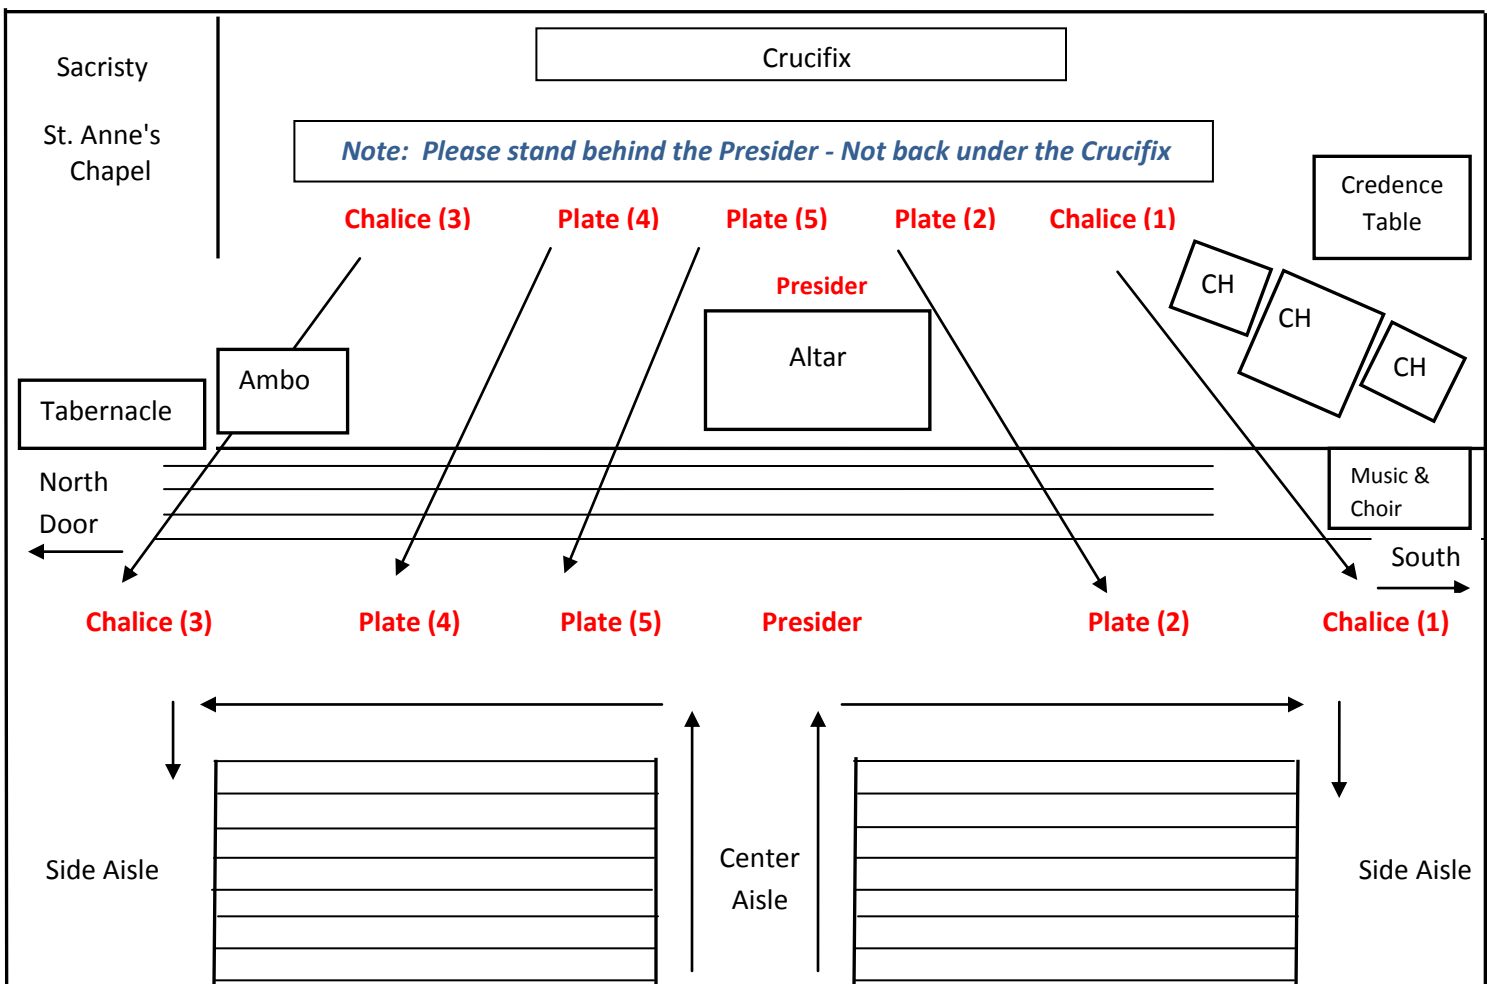 Crucifix
Sacristy
St. Anne's
Chapel
Note:  Please stand behind the Presider - Not back under the Crucifix
Credence
Table
Chalice (3)
Plate (4)
Plate (5)
Plate (2)
Chalice (1)
Presider
CH
CH
CH
Altar
Ambo
Tabernacle
North
Door
Music &
Choir
South
Chalice (3)
Plate (4)
Plate (5)
Presider
Plate (2)
Chalice (1)
Side Aisle
Center
Aisle
Side Aisle